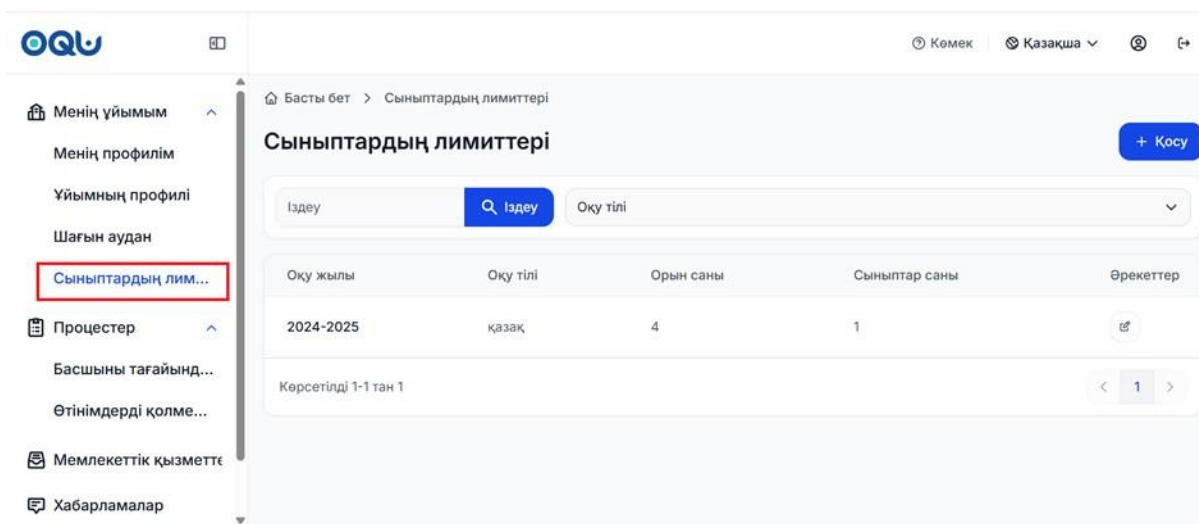 OQU
Көмек Қазақша
Менің ұйымым
Менің профилім
Ұйымның профилі
Шағын аудан
Сыныптардың лим...
Процестер
Басшыны тағайынд...
Өтінімдерді қолме...
Мемлекеттік қызметте
Хабарламалар
Басты бет > Сыныптардың лимиттері
Сыныптардың лимиттері
+ Қосу
Іздеу Іздеу Оқу тілі
Оқу жылы Оқу тілі Орын саны Сыныптар саны Әрекеттер
2024-2025 қазақ 4 1
Көрсетілді 1-1 тан 1 < 1 >